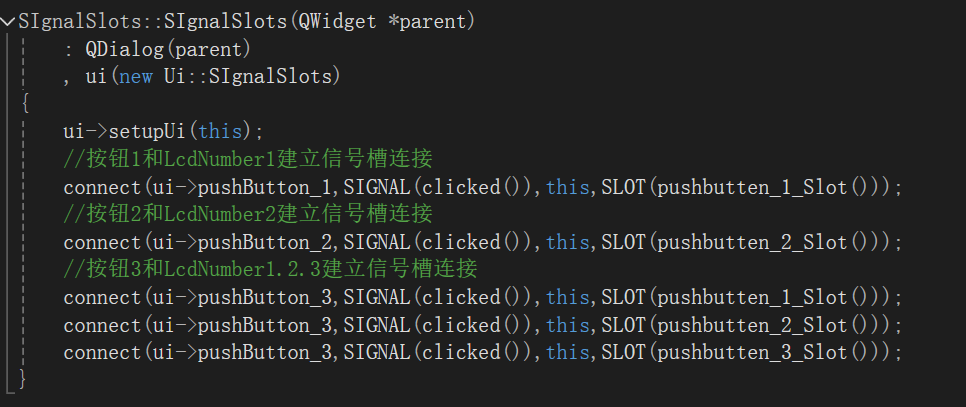 SIgnalSlots::SIgnalSlots(QWidget *parent)
    : QDialog(parent)
    , ui(new Ui::SIgnalSlots)
{
    ui->setupUi(this);
    //按钮1和LcdNumber1建立信号槽连接
    connect(ui->pushButton_1,SIGNAL(clicked()),this,SLOT(pushbutten_1_Slot()));
    //按钮2和LcdNumber2建立信号槽连接
    connect(ui->pushButton_2,SIGNAL(clicked()),this,SLOT(pushbutten_2_Slot()));
    //按钮3和LcdNumber1.2.3建立信号槽连接
    connect(ui->pushButton_3,SIGNAL(clicked()),this,SLOT(pushbutten_1_Slot()));
    connect(ui->pushButton_3,SIGNAL(clicked()),this,SLOT(pushbutten_2_Slot()));
    connect(ui->pushButton_3,SIGNAL(clicked()),this,SLOT(pushbutten_3_Slot()));
}